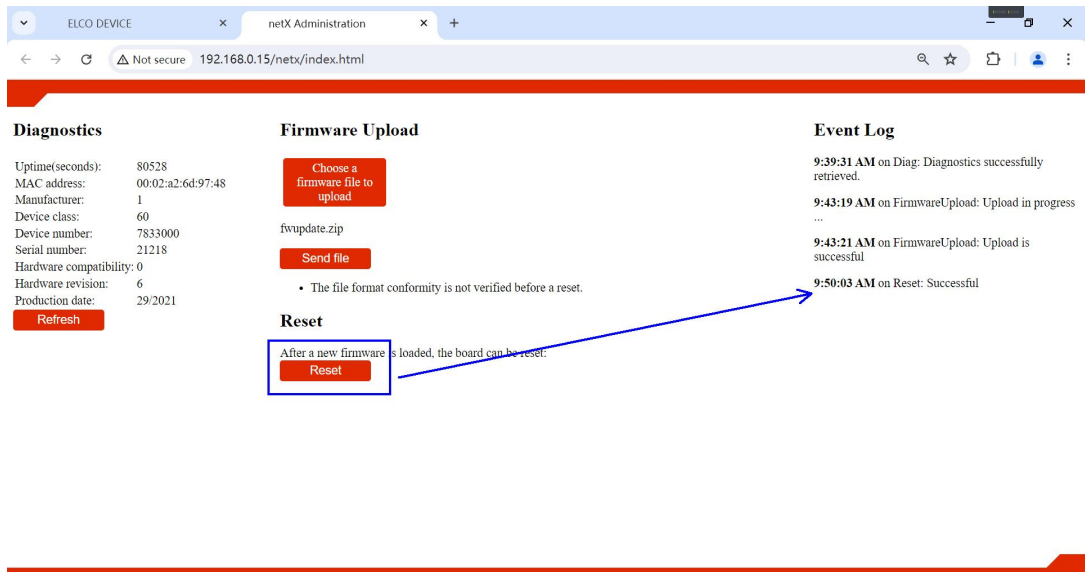 ELCO DEVICE
netX Administration
Not secure 192.168.0.15/netx/index.html
Diagnostics
Uptime(seconds): 80528
MAC address: 00:02:a2:6d:97:48
Manufacturer: 1
Device class: 60
Device number: 7833000
Serial number: 21218
Hardware compatibility: 0
Hardware revision: 6
Production date: 29/2021
Refresh
Firmware Upload
Choose a
firmware file to
upload
fwupdate.zip
Send file
• The file format conformity is not verified before a reset.
Reset
After a new firmware is loaded, the board can be reset:
Reset
Event Log
9:39:31 AM on Diag: Diagnostics successfully
retrieved.
9:43:19 AM on FirmwareUpload: Upload in progress
...
9:43:21 AM on FirmwareUpload: Upload is
successful
9:50:03 AM on Reset: Successful